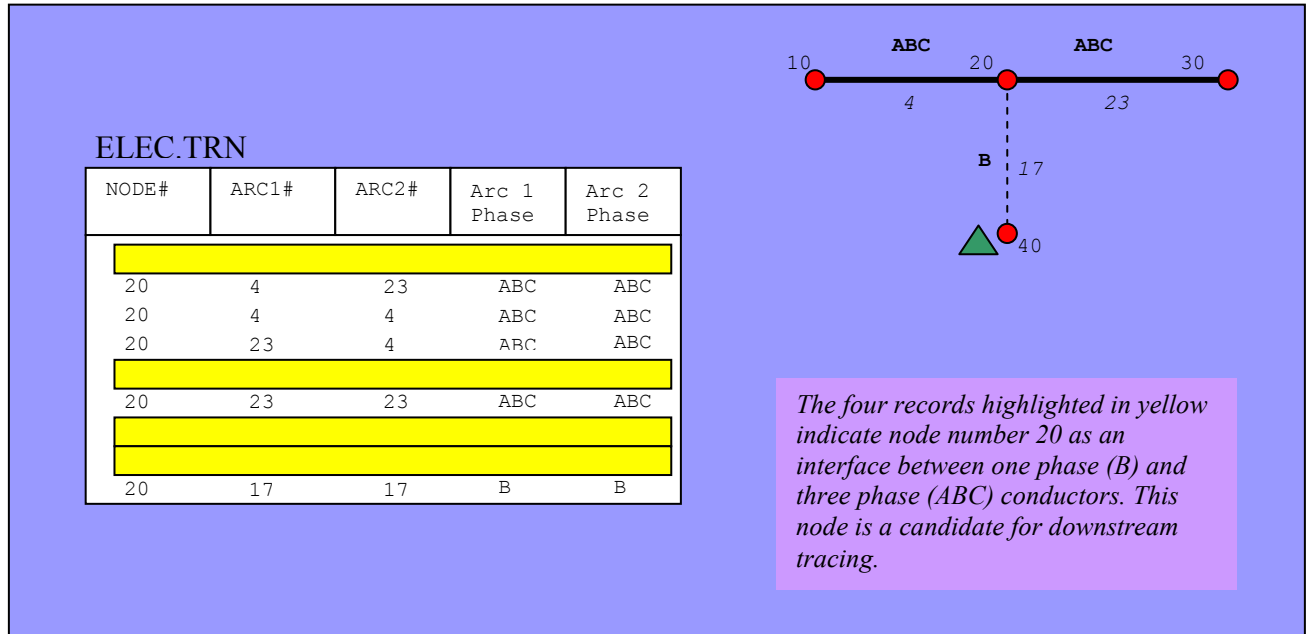 ABC ABC
10 20 30
4 23
ELEC.TRN
B 17
NODE# ARC1# ARC2# Arc 1 Phase Arc 2 Phase
40
20 4 23 ABC ABC
20 4 4 ABC ABC
20 23 4 ABC ABC
20 23 23 ABC ABC
20 17 17 B B
The four records highlighted in yellow
indicate node number 20 as an
interface between one phase (B) and
three phase (ABC) conductors. This
node is a candidate for downstream
tracing.